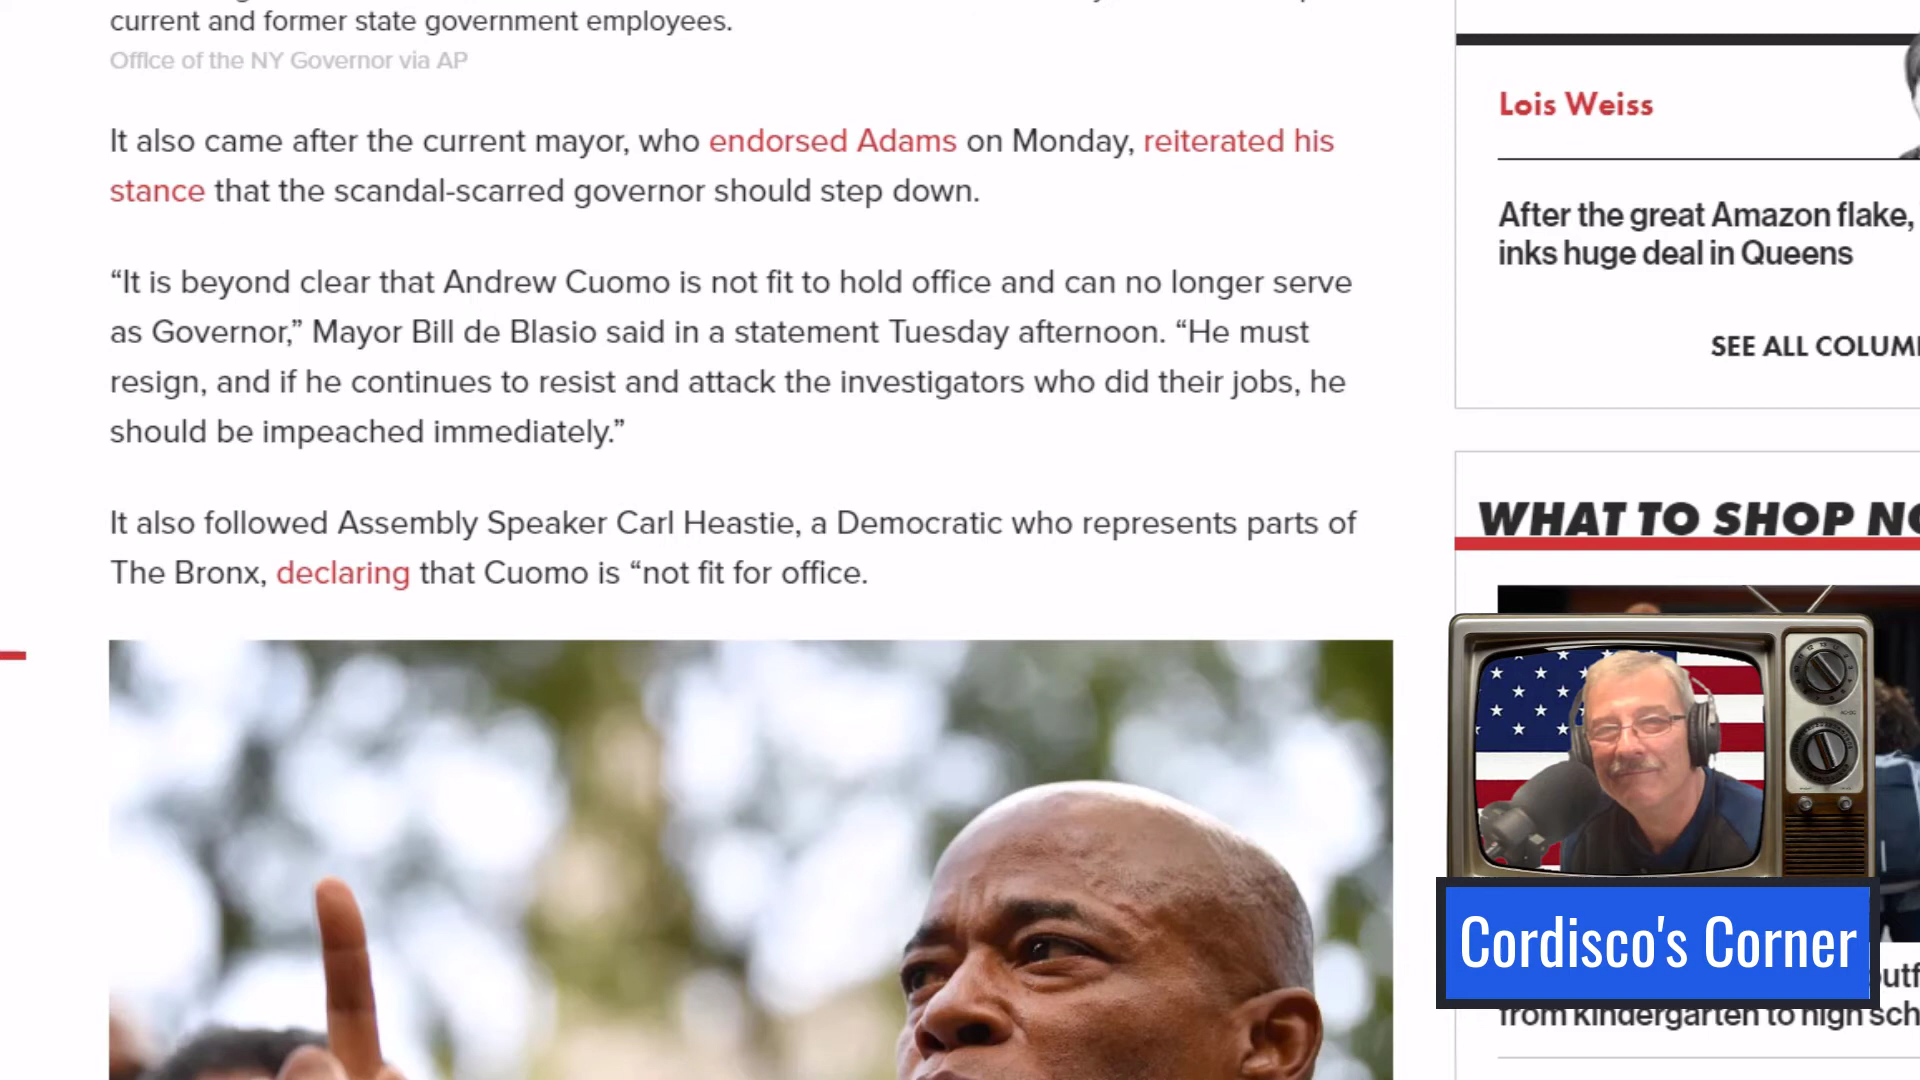 current and former state government employees.
Office of the NY Governor via AP
It also came after the current mayor, who endorsed Adams on Monday, reiterated his
stance that the scandal-scarred governor should step down.
“It is beyond clear that Andrew Cuomo is not fit to hold office and can no longer serve
as Governor,” Mayor Bill de Blasio said in a statement Tuesday afternoon. “He must
resign, and if he continues to resist and attack the investigators who did their jobs, he
should be impeached immediately.”
It also followed Assembly Speaker Carl Heastie, a Democratic who represents parts of
The Bronx, declaring that Cuomo is “not fit for office.
Lois Weiss
After the great Amazon flake,
inks huge deal in Queens
SEE ALL COLUM
WHAT TO SHOP NO
Cordisco's Corner
outf
from kindergarten to high sch